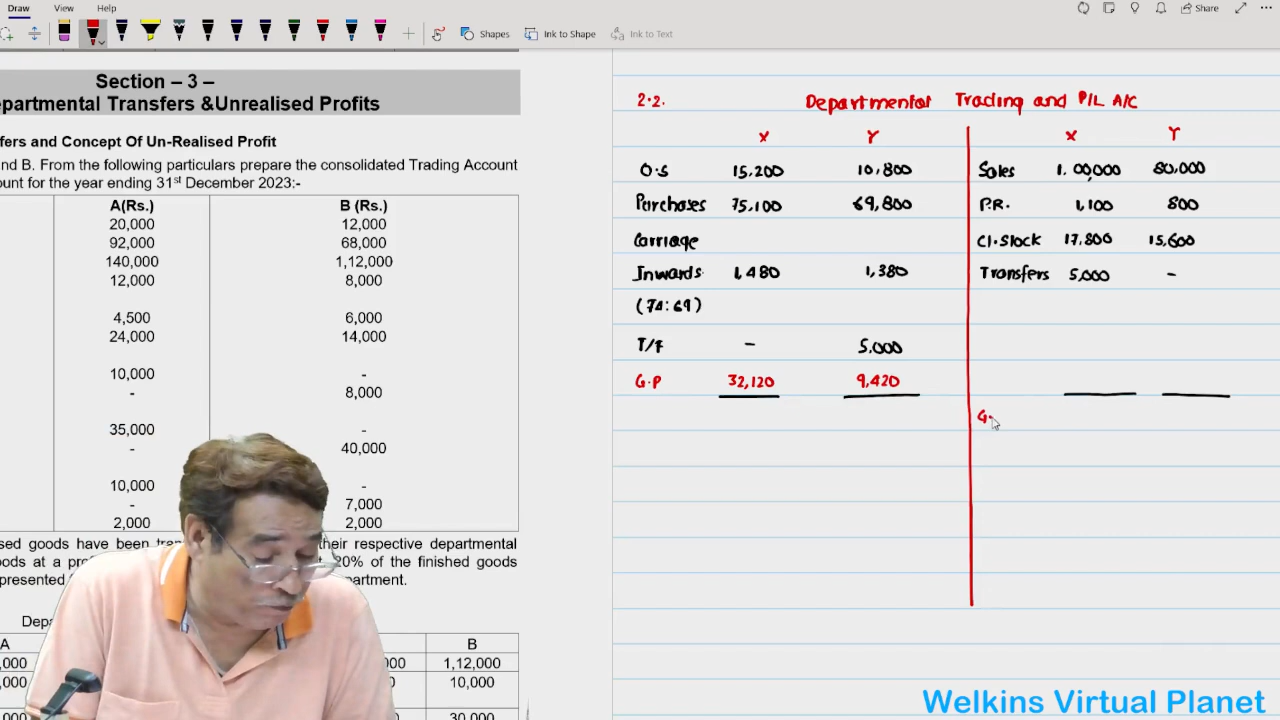 Draw View Help
Shapes Ink to Shape Ink to Text Share
Section – 3 –
epartmental Transfers &Unrealised Profits
fers and Concept Of Un-Realised Profit
nd B. From the following particulars prepare the consolidated Trading Account
ount for the year ending 31st December 2023:-
A(Rs.) B (Rs.)
20,000 12,000
92,000 68,000
140,000 1,12,000
12,000 8,000
4,500 6,000
24,000 14,000
10,000 -
- 8,000
35,000 -
- 40,000
10,000 -
- 7,000
2,000 2,000
sed goods have been tran their respective departmental
ods at a pro 20% of the finished goods
presented artment.
Depa
A B
,000 000 1,12,000
,000 10,000
30,000
2.2. Departmental Trading and P/L A/C
X Y X Y
O.S 15,200 10,800 Sales 1,00,000 80,000
Purchases 75,100 69,800 P.R. 1,100 800
Carriage Cl.Stock 17,800 15,600
Inwards 1,480 1,380 Transfers 5,000 -
(74:69)
T/f - 5,000
G.P 32,120 9,420
G.
Welkins Virtual Planet